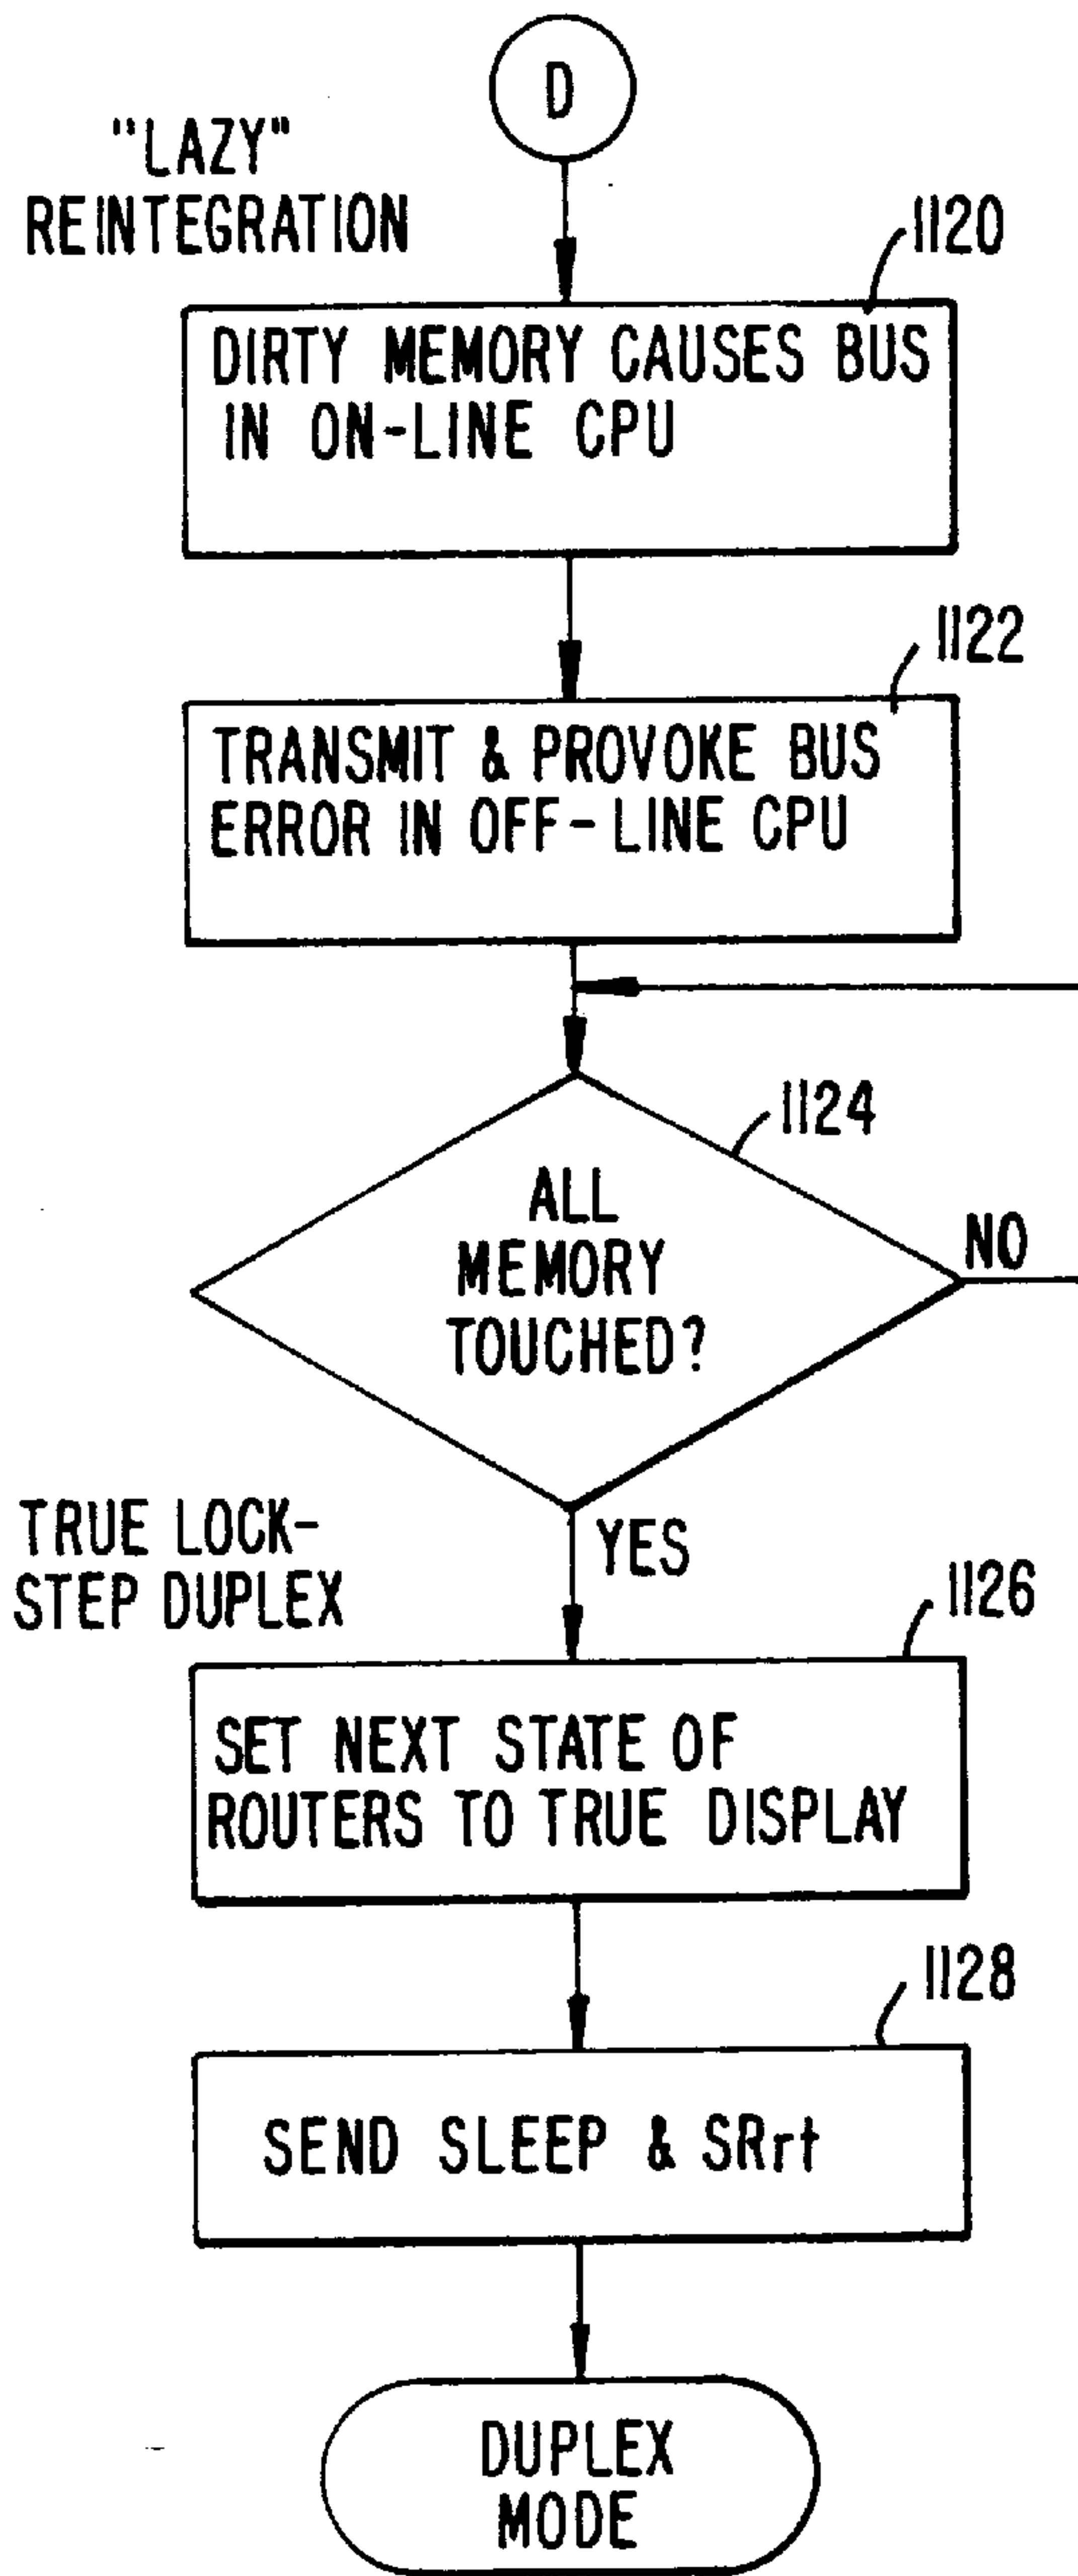 D
"LAZY"
REINTEGRATION
1120
DIRTY MEMORY CAUSES BUS
IN ON-LINE CPU
1122
TRANSMIT & PROVOKE BUS
ERROR IN OFF-LINE CPU
1124
ALL
MEMORY
TOUCHED?
NO
TRUE LOCK-
STEP DUPLEX
YES
1126
SET NEXT STATE OF
ROUTERS TO TRUE DISPLAY
1128
SEND SLEEP & SRrt
DUPLEX
MODE